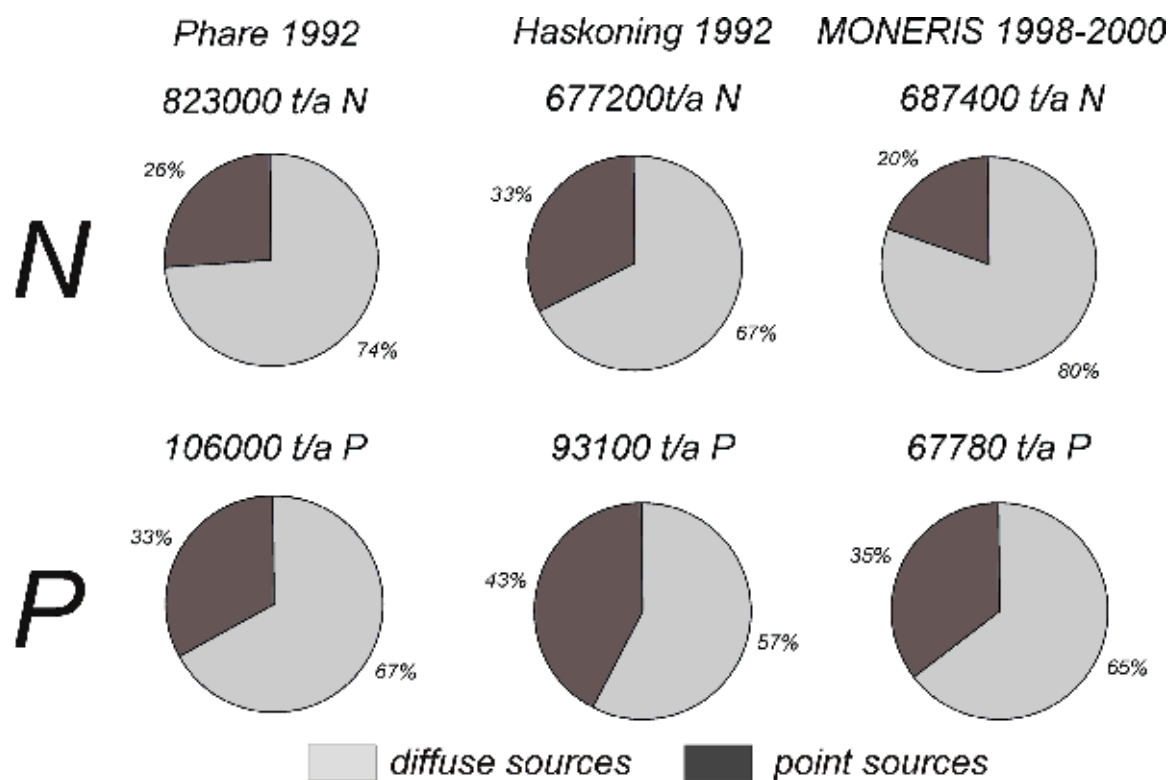 Phare 1992 Haskoning 1992 MONERIS 1998-2000
823000 t/a N 677200t/a N 687400 t/a N
N
26% 33% 20%
74% 67% 80%
106000 t/a P 93100 t/a P 67780 t/a P
P
33% 43% 35%
67% 57% 65%
diffuse sources point sources